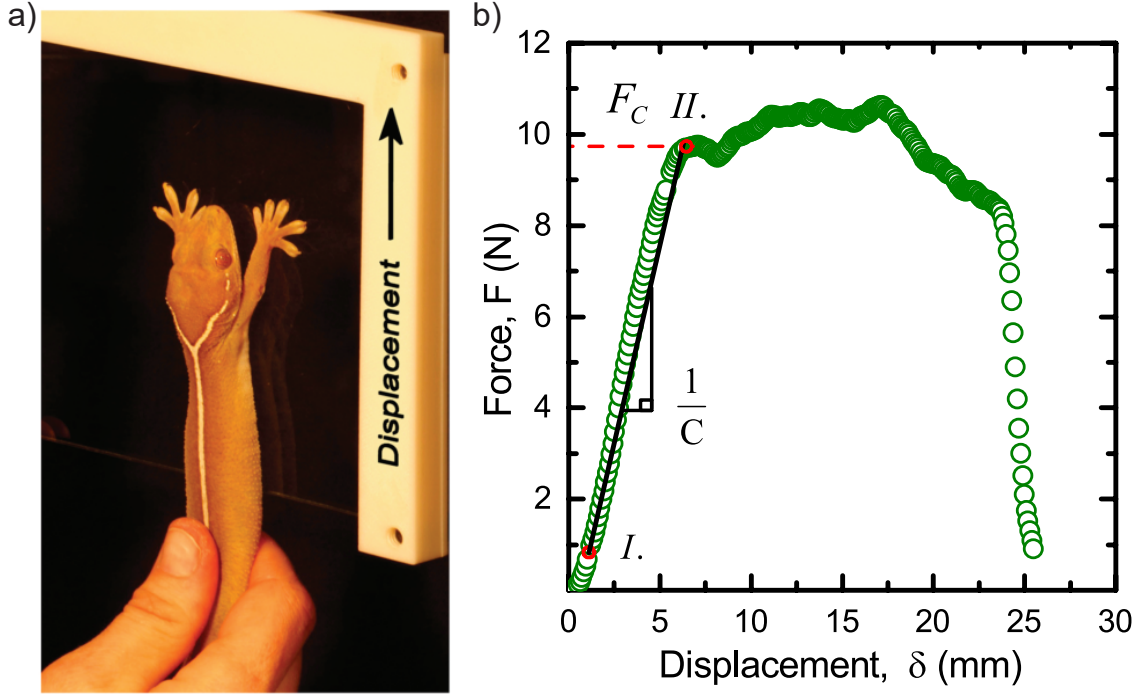 a)
Displacement
b)
12
10
8
6
4
2
0
5
10
15
20
25
30
Force, F (N)
Displacement, δ (mm)
F_C II.
I.
1
C